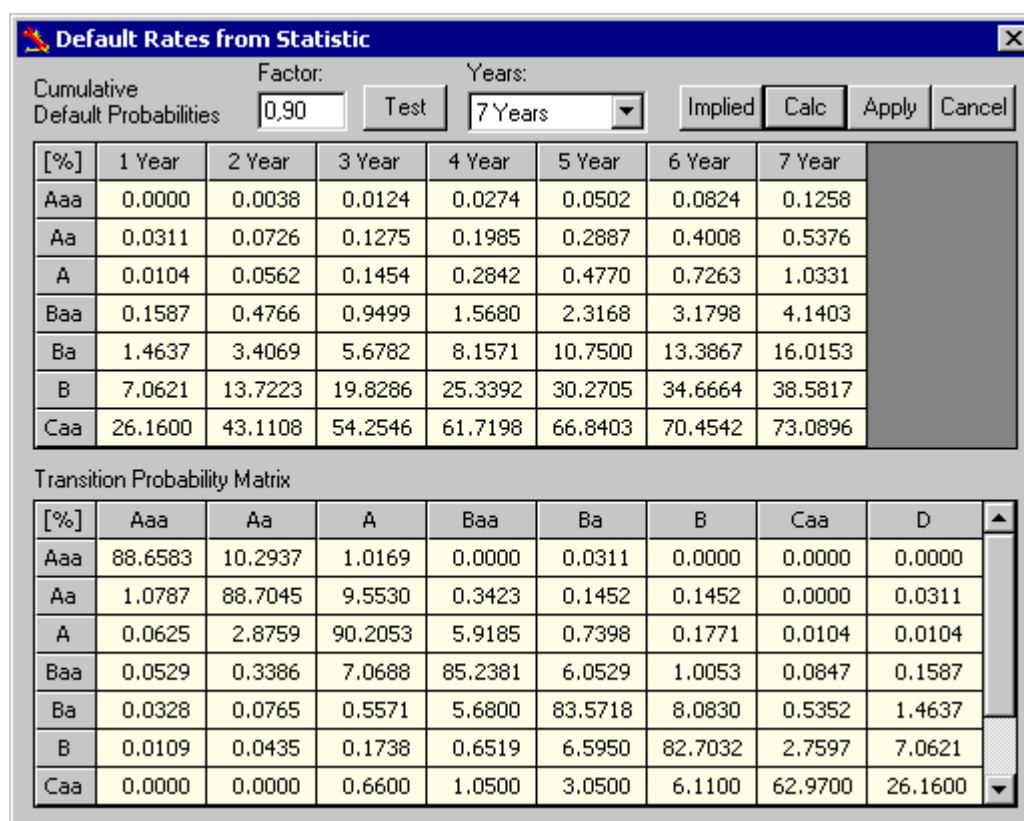 Default Rates from Statistic
Cumulative
Default Probabilities
Factor:
0,90
Test
Years:
7 Years
Implied
Calc
Apply
Cancel
[%] 1 Year 2 Year 3 Year 4 Year 5 Year 6 Year 7 Year
Aaa 0.0000 0.0038 0.0124 0.0274 0.0502 0.0824 0.1258
Aa 0.0311 0.0726 0.1275 0.1985 0.2887 0.4008 0.5376
A 0.0104 0.0562 0.1454 0.2842 0.4770 0.7263 1.0331
Baa 0.1587 0.4766 0.9499 1.5680 2.3168 3.1798 4.1403
Ba 1.4637 3.4069 5.6782 8.1571 10.7500 13.3867 16.0153
B 7.0621 13.7223 19.8286 25.3392 30.2705 34.6664 38.5817
Caa 26.1600 43.1108 54.2546 61.7198 66.8403 70.4542 73.0896
Transition Probability Matrix
[%] Aaa Aa A Baa Ba B Caa D
Aaa 88.6583 10.2937 1.0169 0.0000 0.0311 0.0000 0.0000 0.0000
Aa 1.0787 88.7045 9.5530 0.3423 0.1452 0.1452 0.0000 0.0311
A 0.0625 2.8759 90.2053 5.9185 0.7398 0.1771 0.0104 0.0104
Baa 0.0529 0.3386 7.0688 85.2381 6.0529 1.0053 0.0847 0.1587
Ba 0.0328 0.0765 0.5571 5.6800 83.5718 8.0830 0.5352 1.4637
B 0.0109 0.0435 0.1738 0.6519 6.5950 82.7032 2.7597 7.0621
Caa 0.0000 0.0000 0.6600 1.0500 3.0500 6.1100 62.9700 26.1600